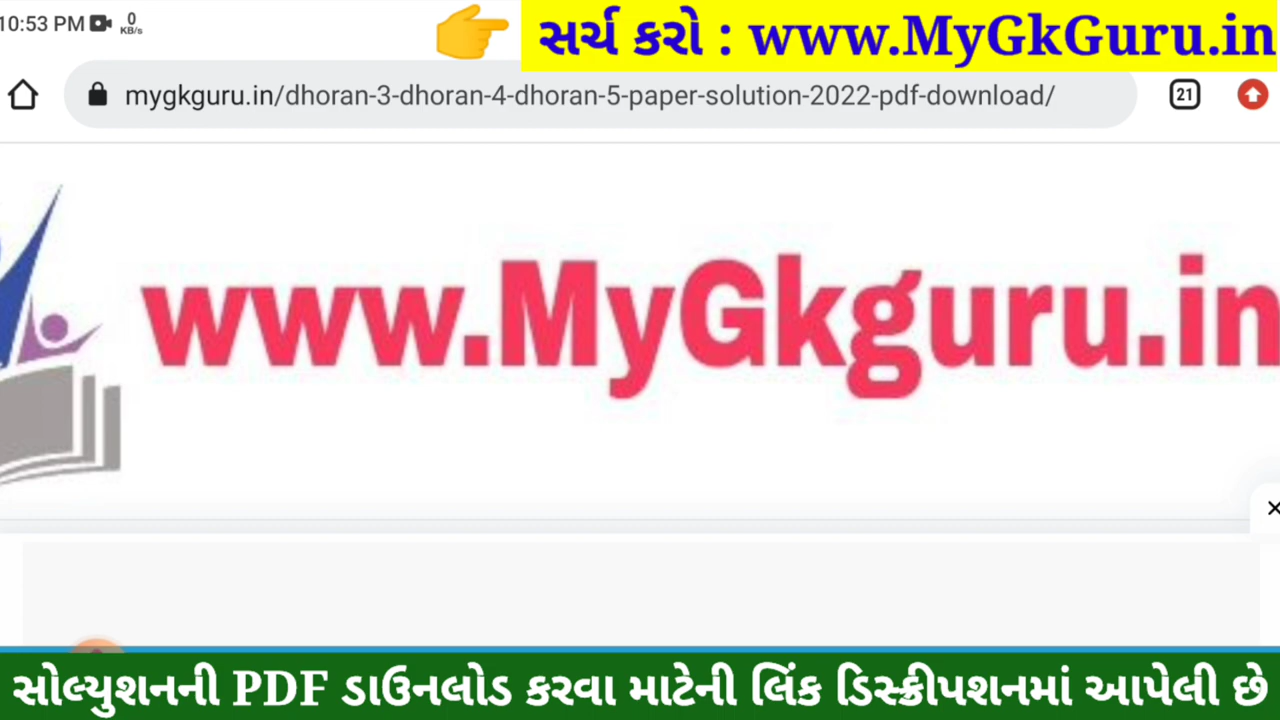 10:53 PM 0 KB/s
👉 સર્ચ કરો : www.MyGkGuru.in
mygkguru.in/dhoran-3-dhoran-4-dhoran-5-paper-solution-2022-pdf-download/ 21
www.MyGkguru.in
સોલ્યુશનની PDF ડાઉનલોડ કરવા માટેની લિંક ડિસ્ક્રીપશનમાં આપેલી છે